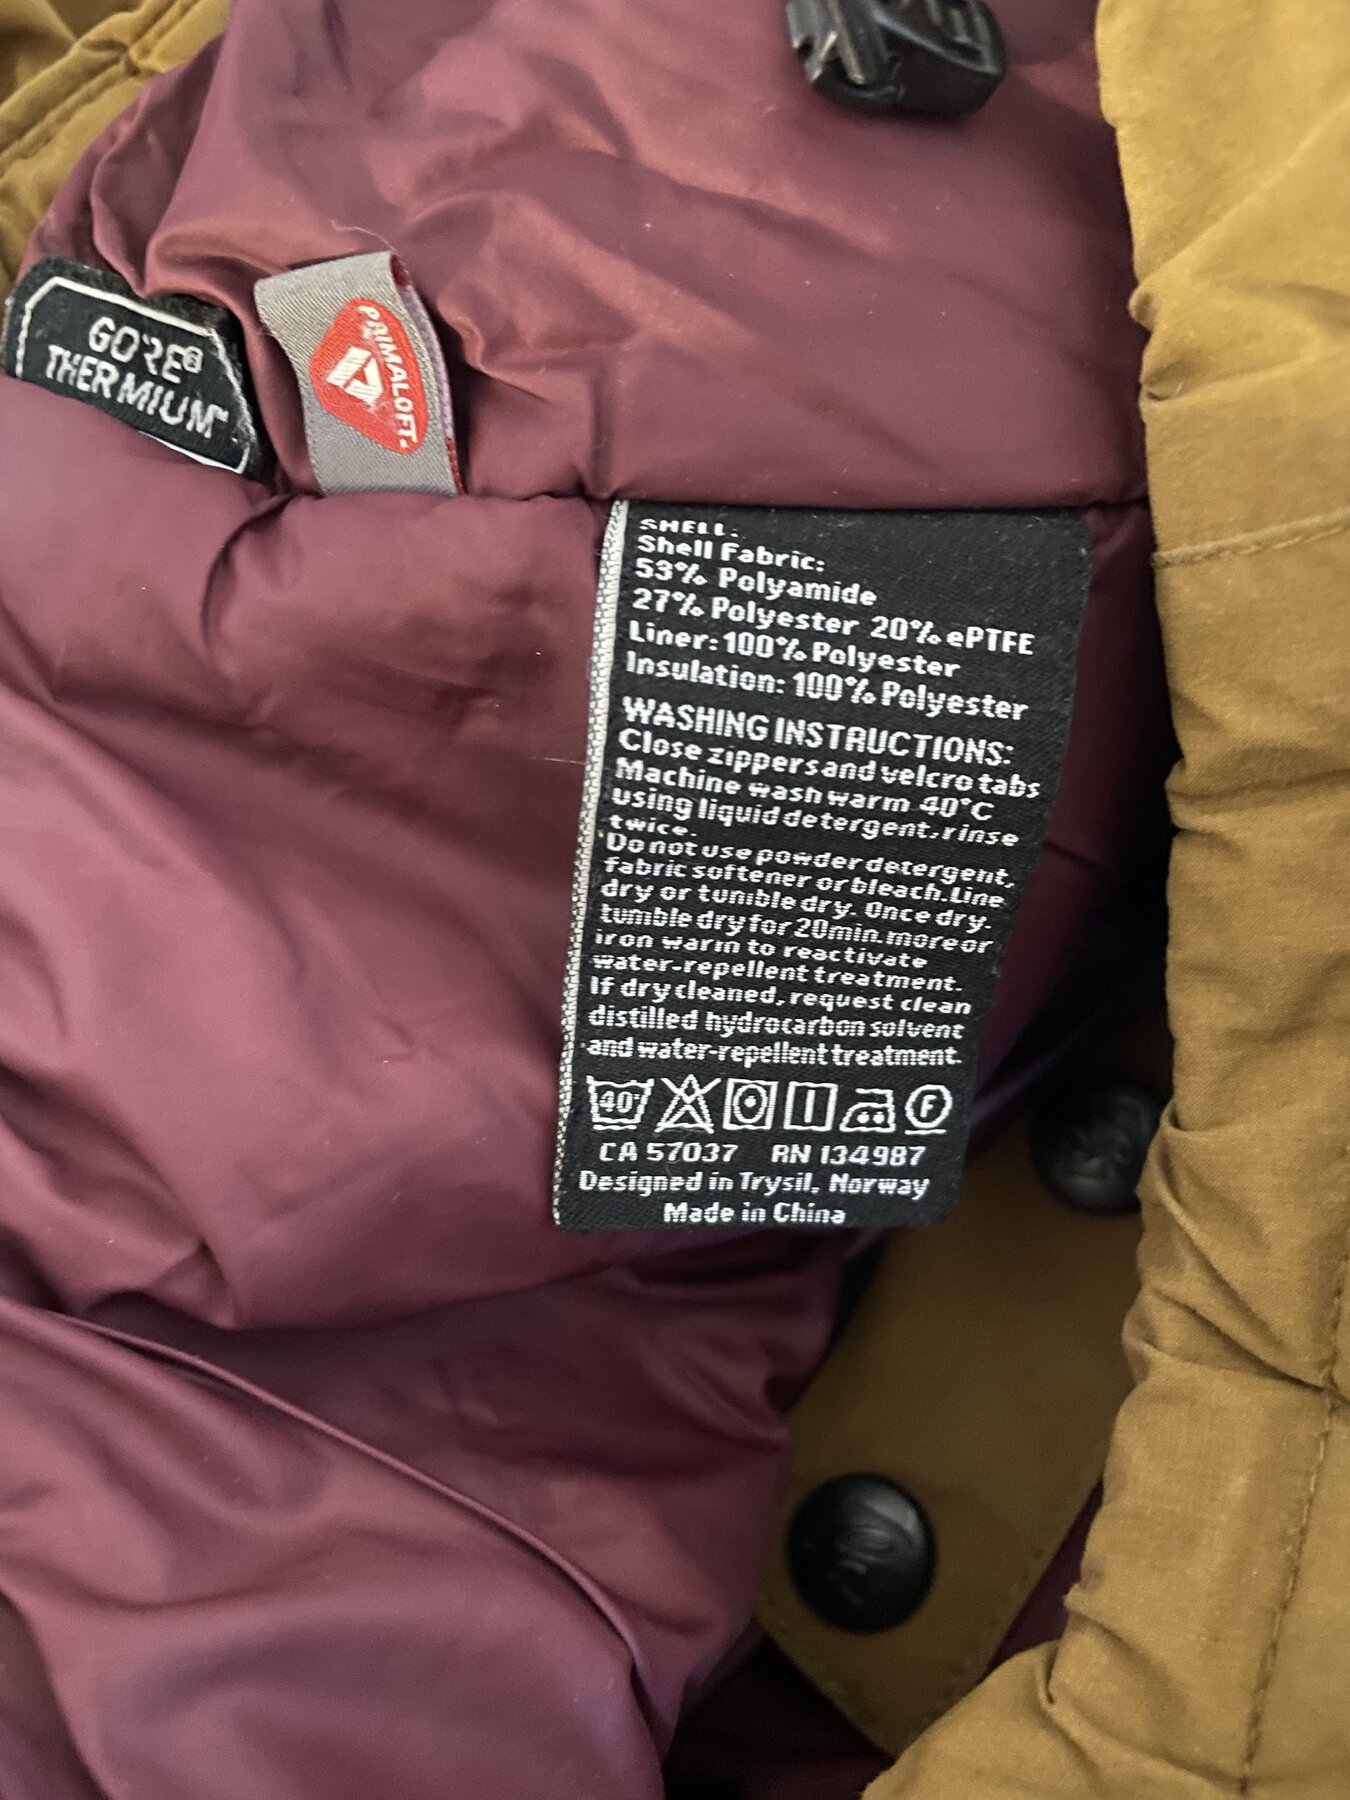 GORE®
THERMIUM™
PRIMALOFT
SHELL:
Shell Fabric:
53% Polyamide
27% Polyester 20% ePTFE
Liner: 100% Polyester
Insulation: 100% Polyester
WASHING INSTRUCTIONS:
Close zippers and velcro tabs
Machine wash warm 40°C
using liquid detergent, rinse
twice.
Do not use powder detergent,
fabric softener or bleach. Line
dry or tumble dry. Once dry.
tumble dry for 20min. more or
iron warm to reactivate
water-repellent treatment.
If dry cleaned, request clean
distilled hydrocarbon solvent
and water-repellent treatment.
40° F
CA 57037 RN 134987
Designed in Trysil, Norway
Made in China